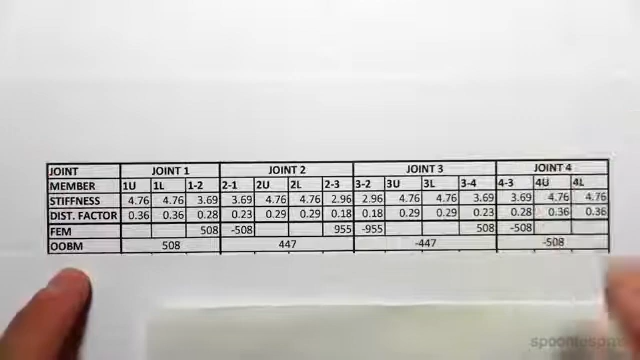 JOINT JOINT 1 JOINT 2 JOINT 3 JOINT 4
MEMBER 1U 1L 1-2 2-1 2U 2L 2-3 3-2 3U 3L 3-4 4-3 4U 4L
STIFFNESS 4.76 4.76 3.69 3.69 4.76 4.76 2.96 2.96 4.76 4.76 3.69 3.69 4.76 4.76
DIST. FACTOR 0.36 0.36 0.28 0.23 0.29 0.29 0.18 0.18 0.29 0.29 0.23 0.28 0.36 0.36
FEM 508 -508 955 -955 508 -508
OOBM 508 447 -447 -508